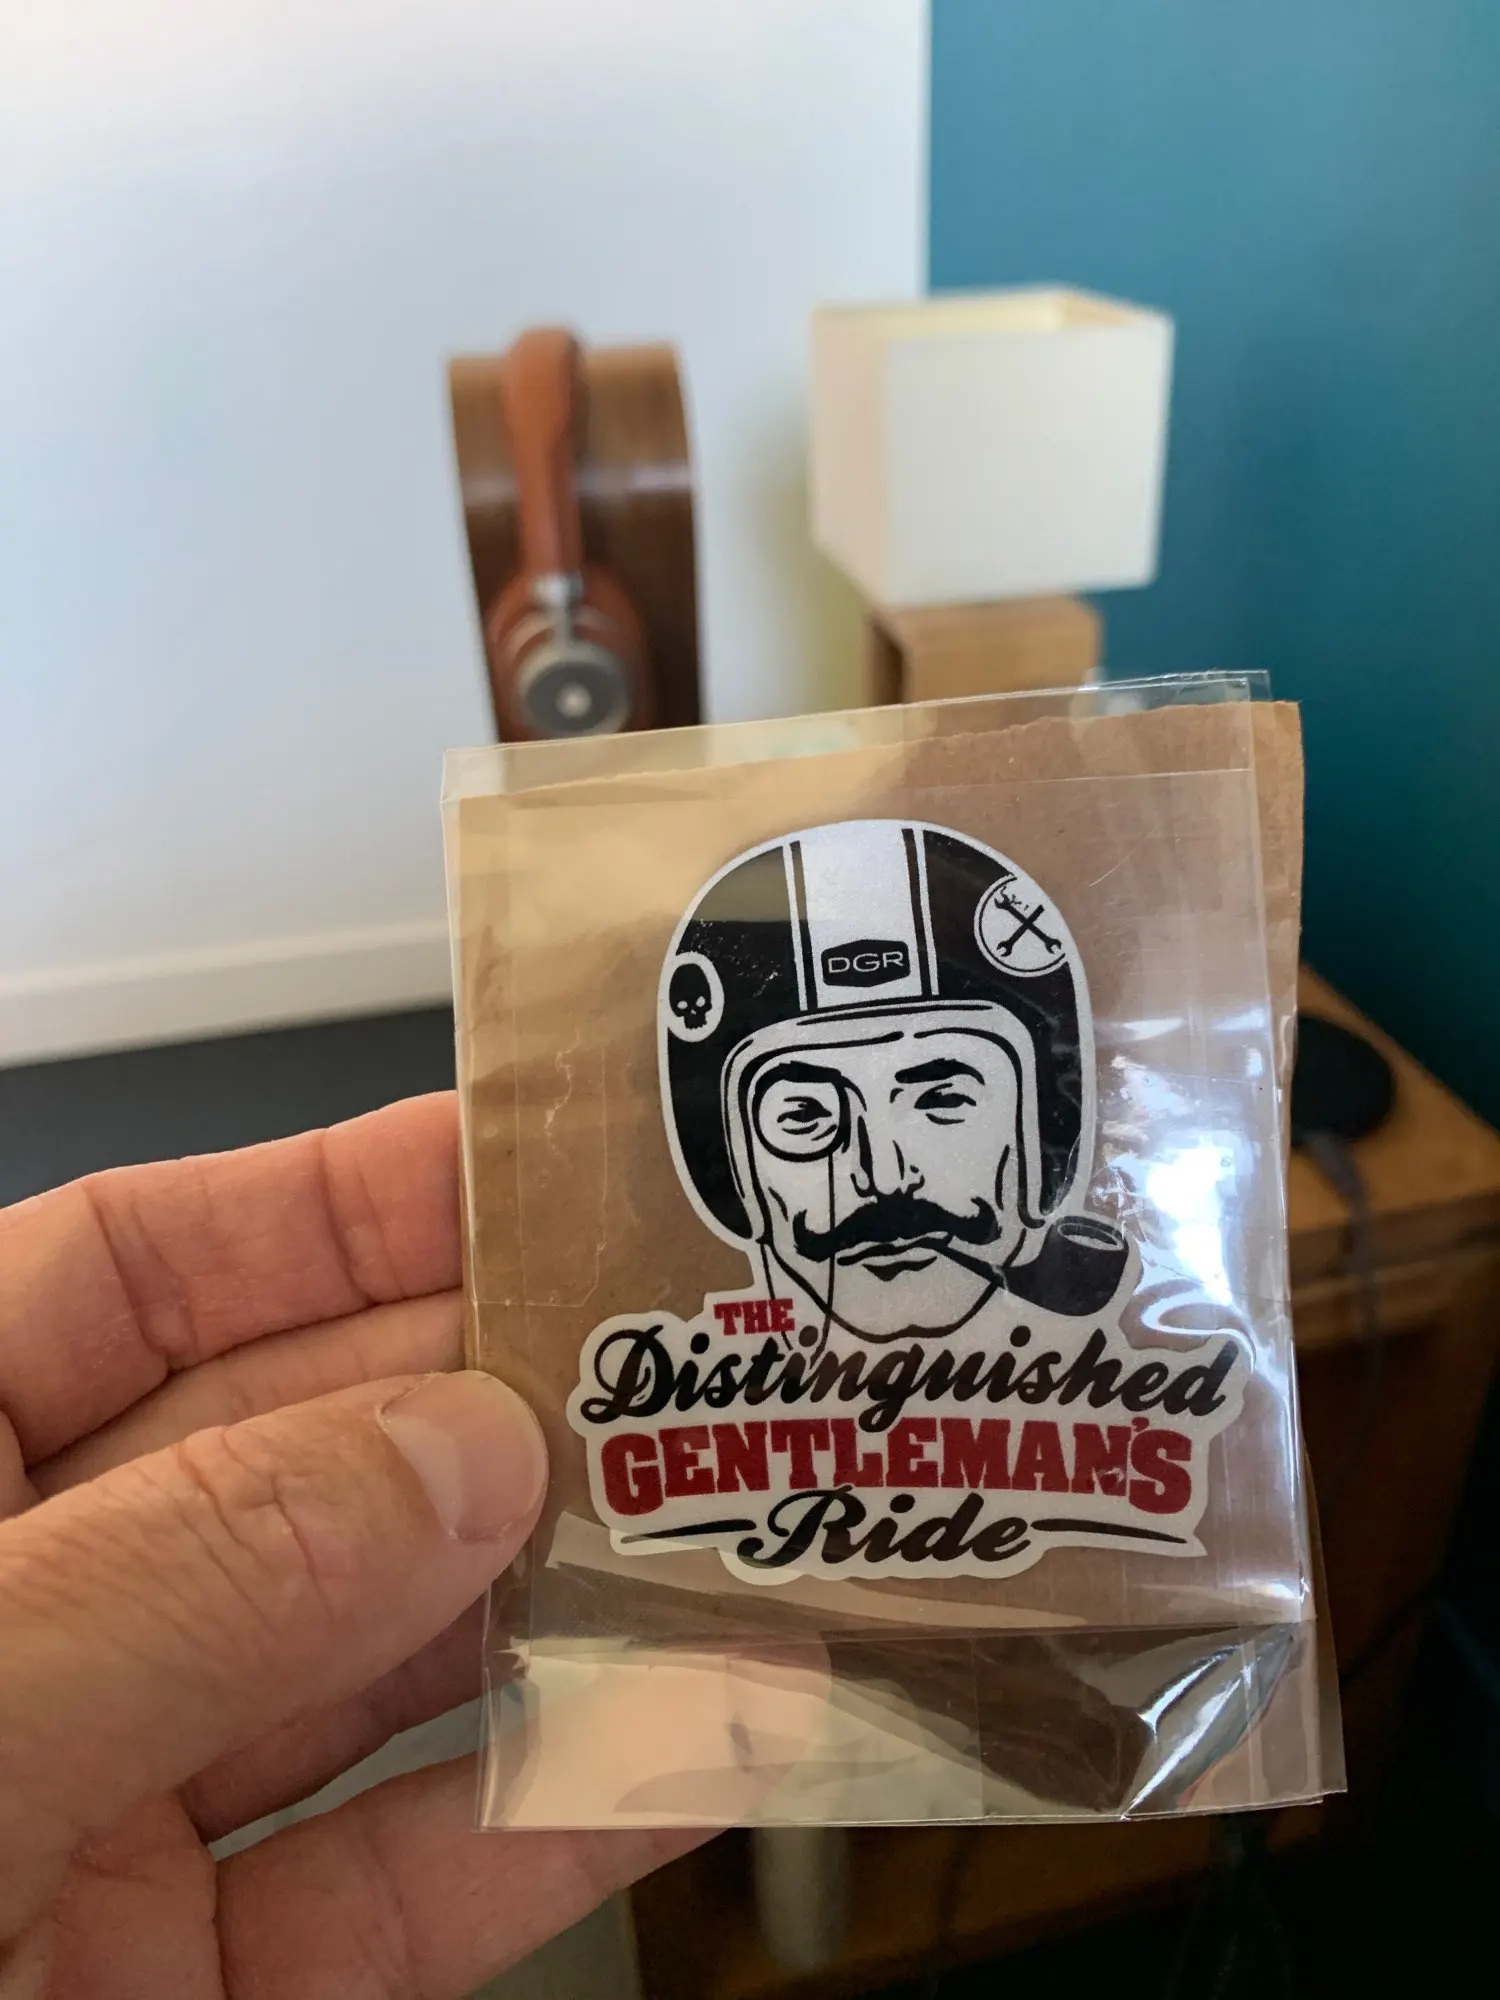 DGR
THE
Distinguished
GENTLEMAN'S
Ride